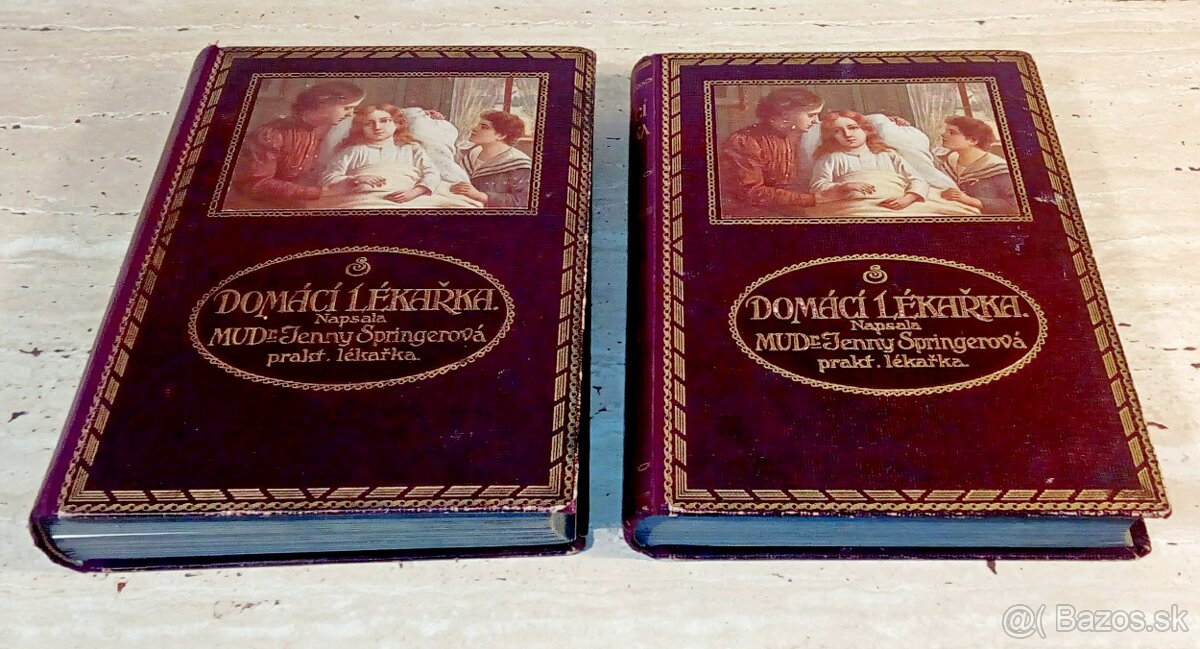 S
DOMÁCÍ LÉKAŘKA.
Napsala
MUDr. Jenny Springerová
prakt. lékařka.
S
DOMÁCÍ LÉKAŘKA.
Napsala
MUDr. Jenny Springerová
prakt. lékařka.
@( Bazos.sk